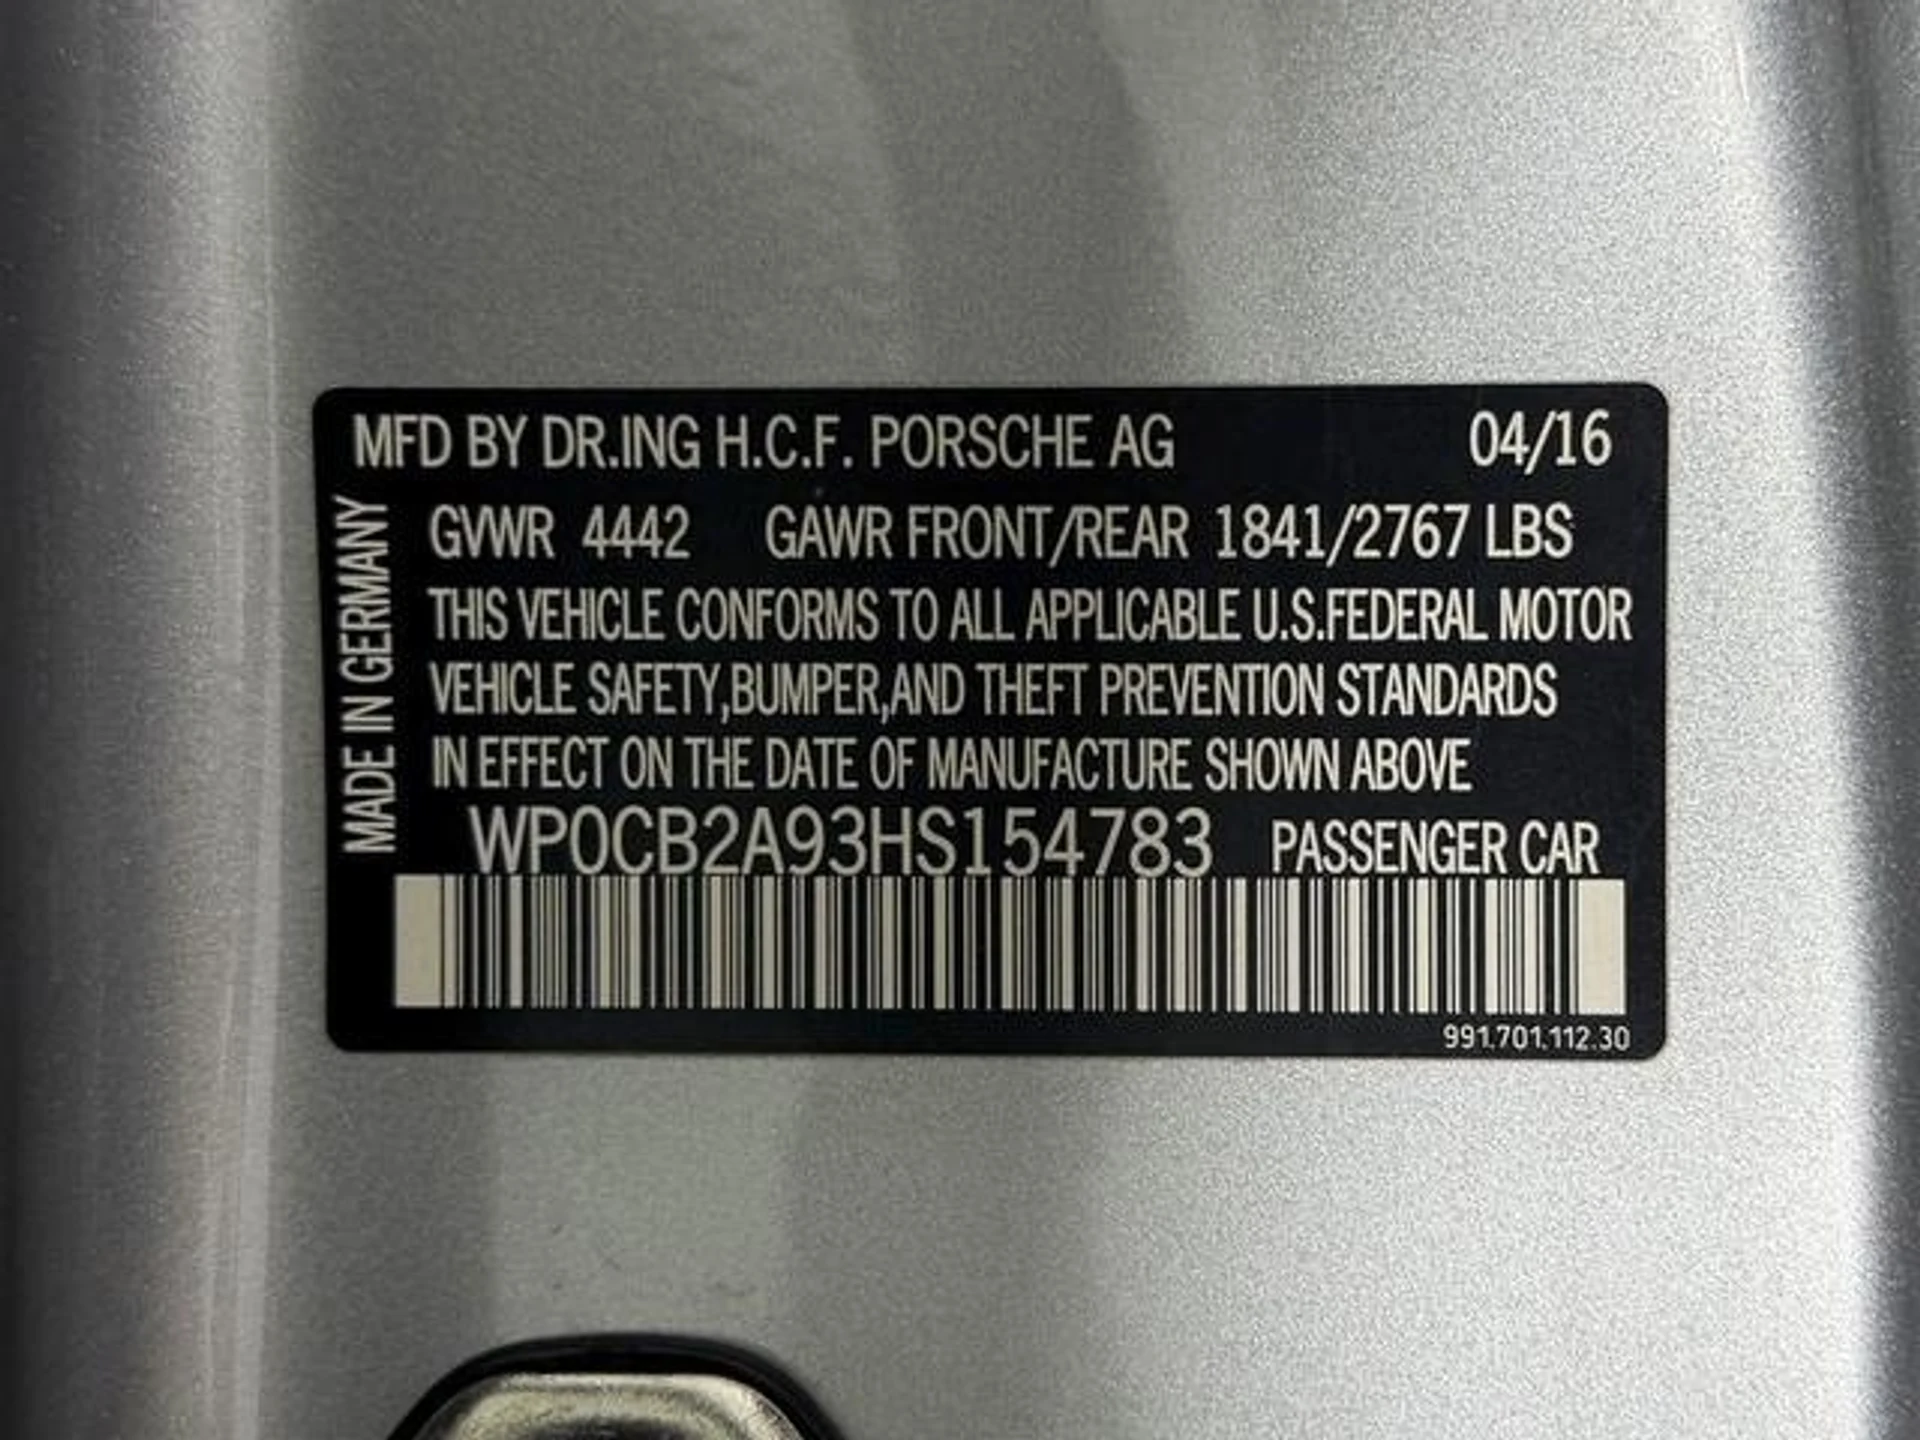 MFD BY DR.ING H.C.F. PORSCHE AG 04/16
GVWR 4442 GAWR FRONT/REAR 1841/2767 LBS
THIS VEHICLE CONFORMS TO ALL APPLICABLE U.S.FEDERAL MOTOR
VEHICLE SAFETY,BUMPER,AND THEFT PREVENTION STANDARDS
IN EFFECT ON THE DATE OF MANUFACTURE SHOWN ABOVE
WP0CB2A93HS154783 PASSENGER CAR
991.701.112.30
MADE IN GERMANY